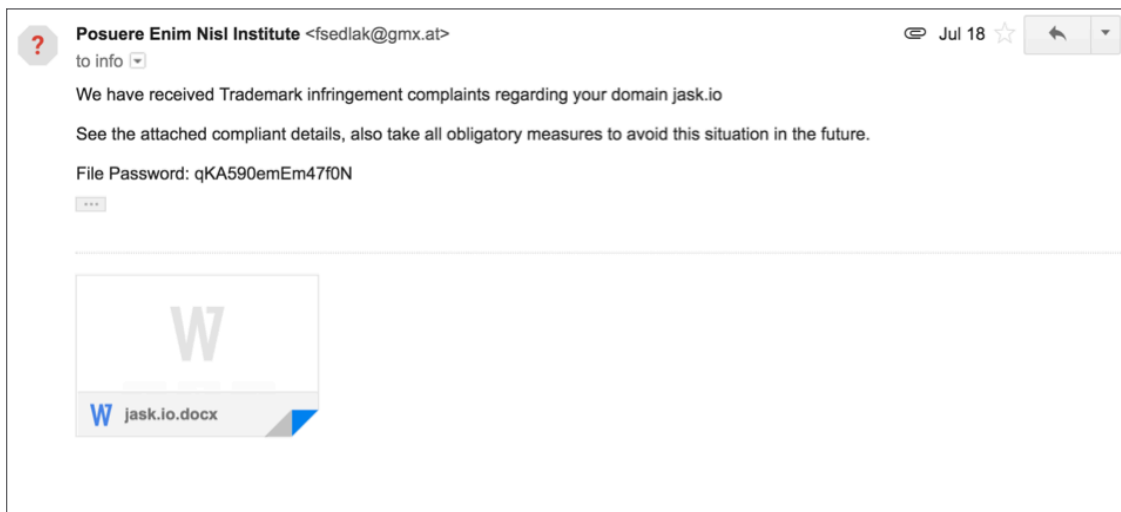 Posuere Enim Nisl Institute <fsedlak@gmx.at>
Jul 18
to info
We have received Trademark infringement complaints regarding your domain jask.io
See the attached compliant details, also take all obligatory measures to avoid this situation in the future.
File Password: qKA590emEm47f0N
jask.io.docx